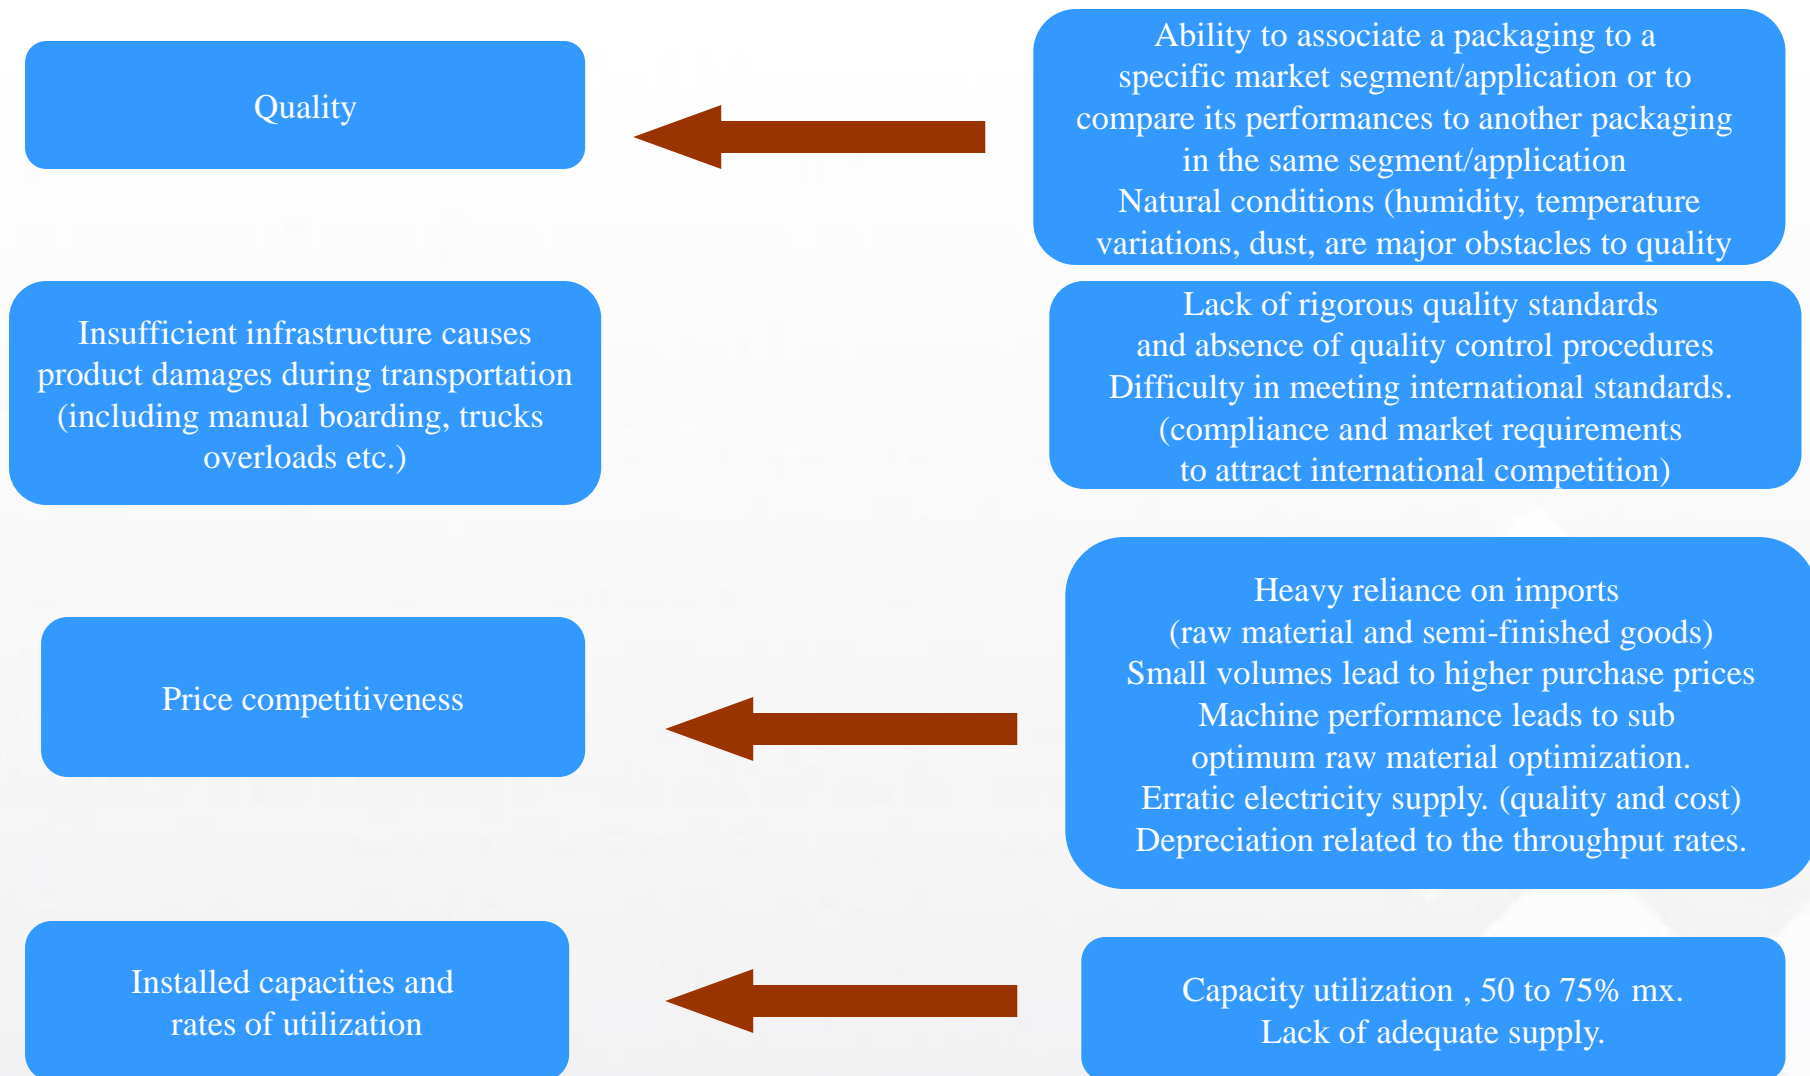 Quality
Ability to associate a packaging to a
specific market segment/application or to
compare its performances to another packaging
in the same segment/application
Natural conditions (humidity, temperature
variations, dust, are major obstacles to quality
Insufficient infrastructure causes
product damages during transportation
(including manual boarding, trucks
overloads etc.)
Lack of rigorous quality standards
and absence of quality control procedures
Difficulty in meeting international standards.
(compliance and market requirements
to attract international competition)
Price competitiveness
Heavy reliance on imports
(raw material and semi-finished goods)
Small volumes lead to higher purchase prices
Machine performance leads to sub
optimum raw material optimization.
Erratic electricity supply. (quality and cost)
Depreciation related to the throughput rates.
Installed capacities and
rates of utilization
Capacity utilization , 50 to 75% mx.
Lack of adequate supply.